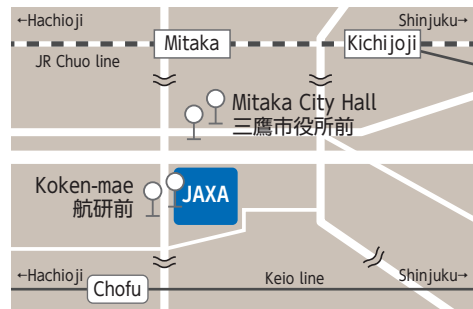 ←Hachioji
Shinjuku→
Mitaka
Kichijoji
JR Chuo line
Mitaka City Hall
三鷹市役所前
Koken-mae
航研前
JAXA
←Hachioji
Chofu
Keio line
Shinjuku→